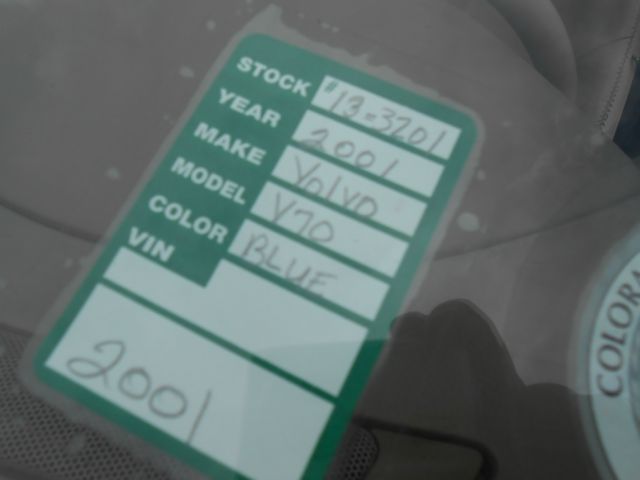 STOCK #13-3201
YEAR 2001
MAKE Volvo
MODEL V70
COLOR BLUE
VIN
2001
COLORA